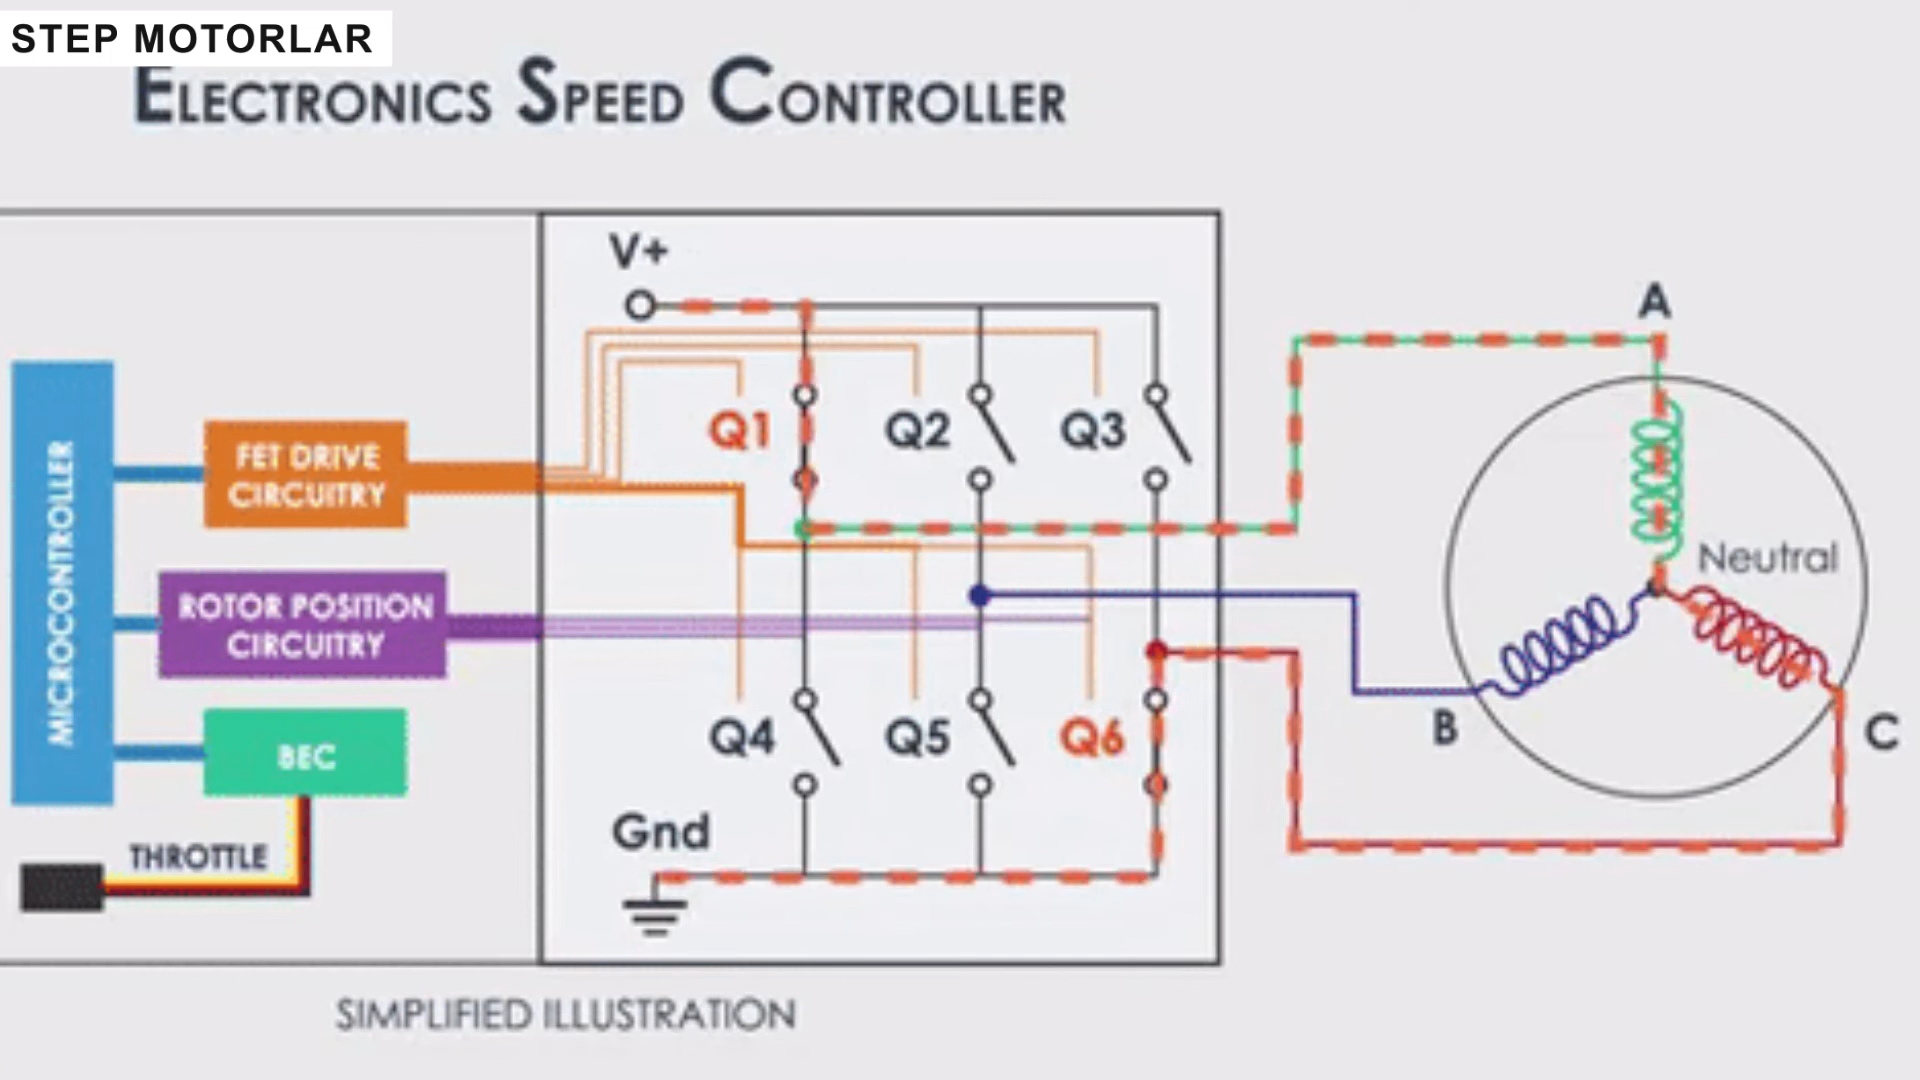 STEP MOTORLAR
ELECTRONICS SPEED CONTROLLER
V+
A
Q1
Q2
Q3
MICROCONTROLLER
FET DRIVE
CIRCUITRY
Neutral
ROTOR POSITION
CIRCUITRY
Q4
Q5
Q6
B
C
BEC
Gnd
THROTTLE
SIMPLIFIED ILLUSTRATION